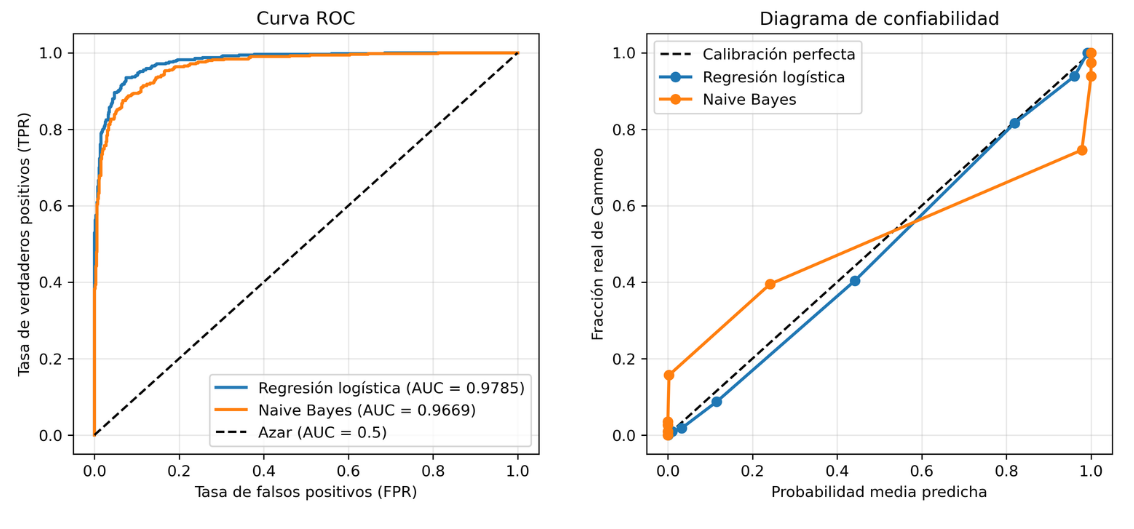 Curva ROC
Tasa de verdaderos positivos (TPR)
1.0
0.8
0.6
0.4
0.2
0.0
0.0 0.2 0.4 0.6 0.8 1.0
Tasa de falsos positivos (FPR)
Regresión logística (AUC = 0.9785)
Naive Bayes (AUC = 0.9669)
Azar (AUC = 0.5)
Diagrama de confiabilidad
Fracción real de Cammeo
1.0
0.8
0.6
0.4
0.2
0.0
0.0 0.2 0.4 0.6 0.8 1.0
Probabilidad media predicha
Calibración perfecta
Regresión logística
Naive Bayes